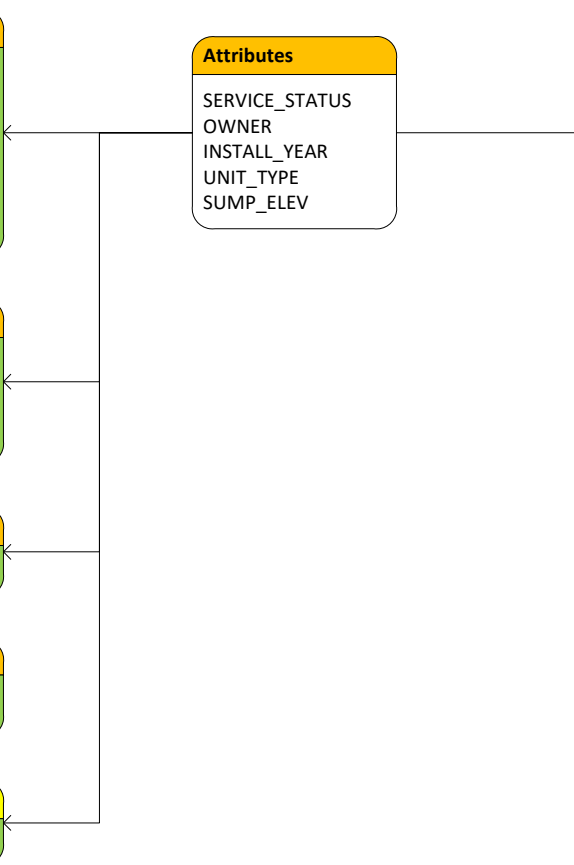 Attributes
SERVICE_STATUS
OWNER
INSTALL_YEAR
UNIT_TYPE
SUMP_ELEV